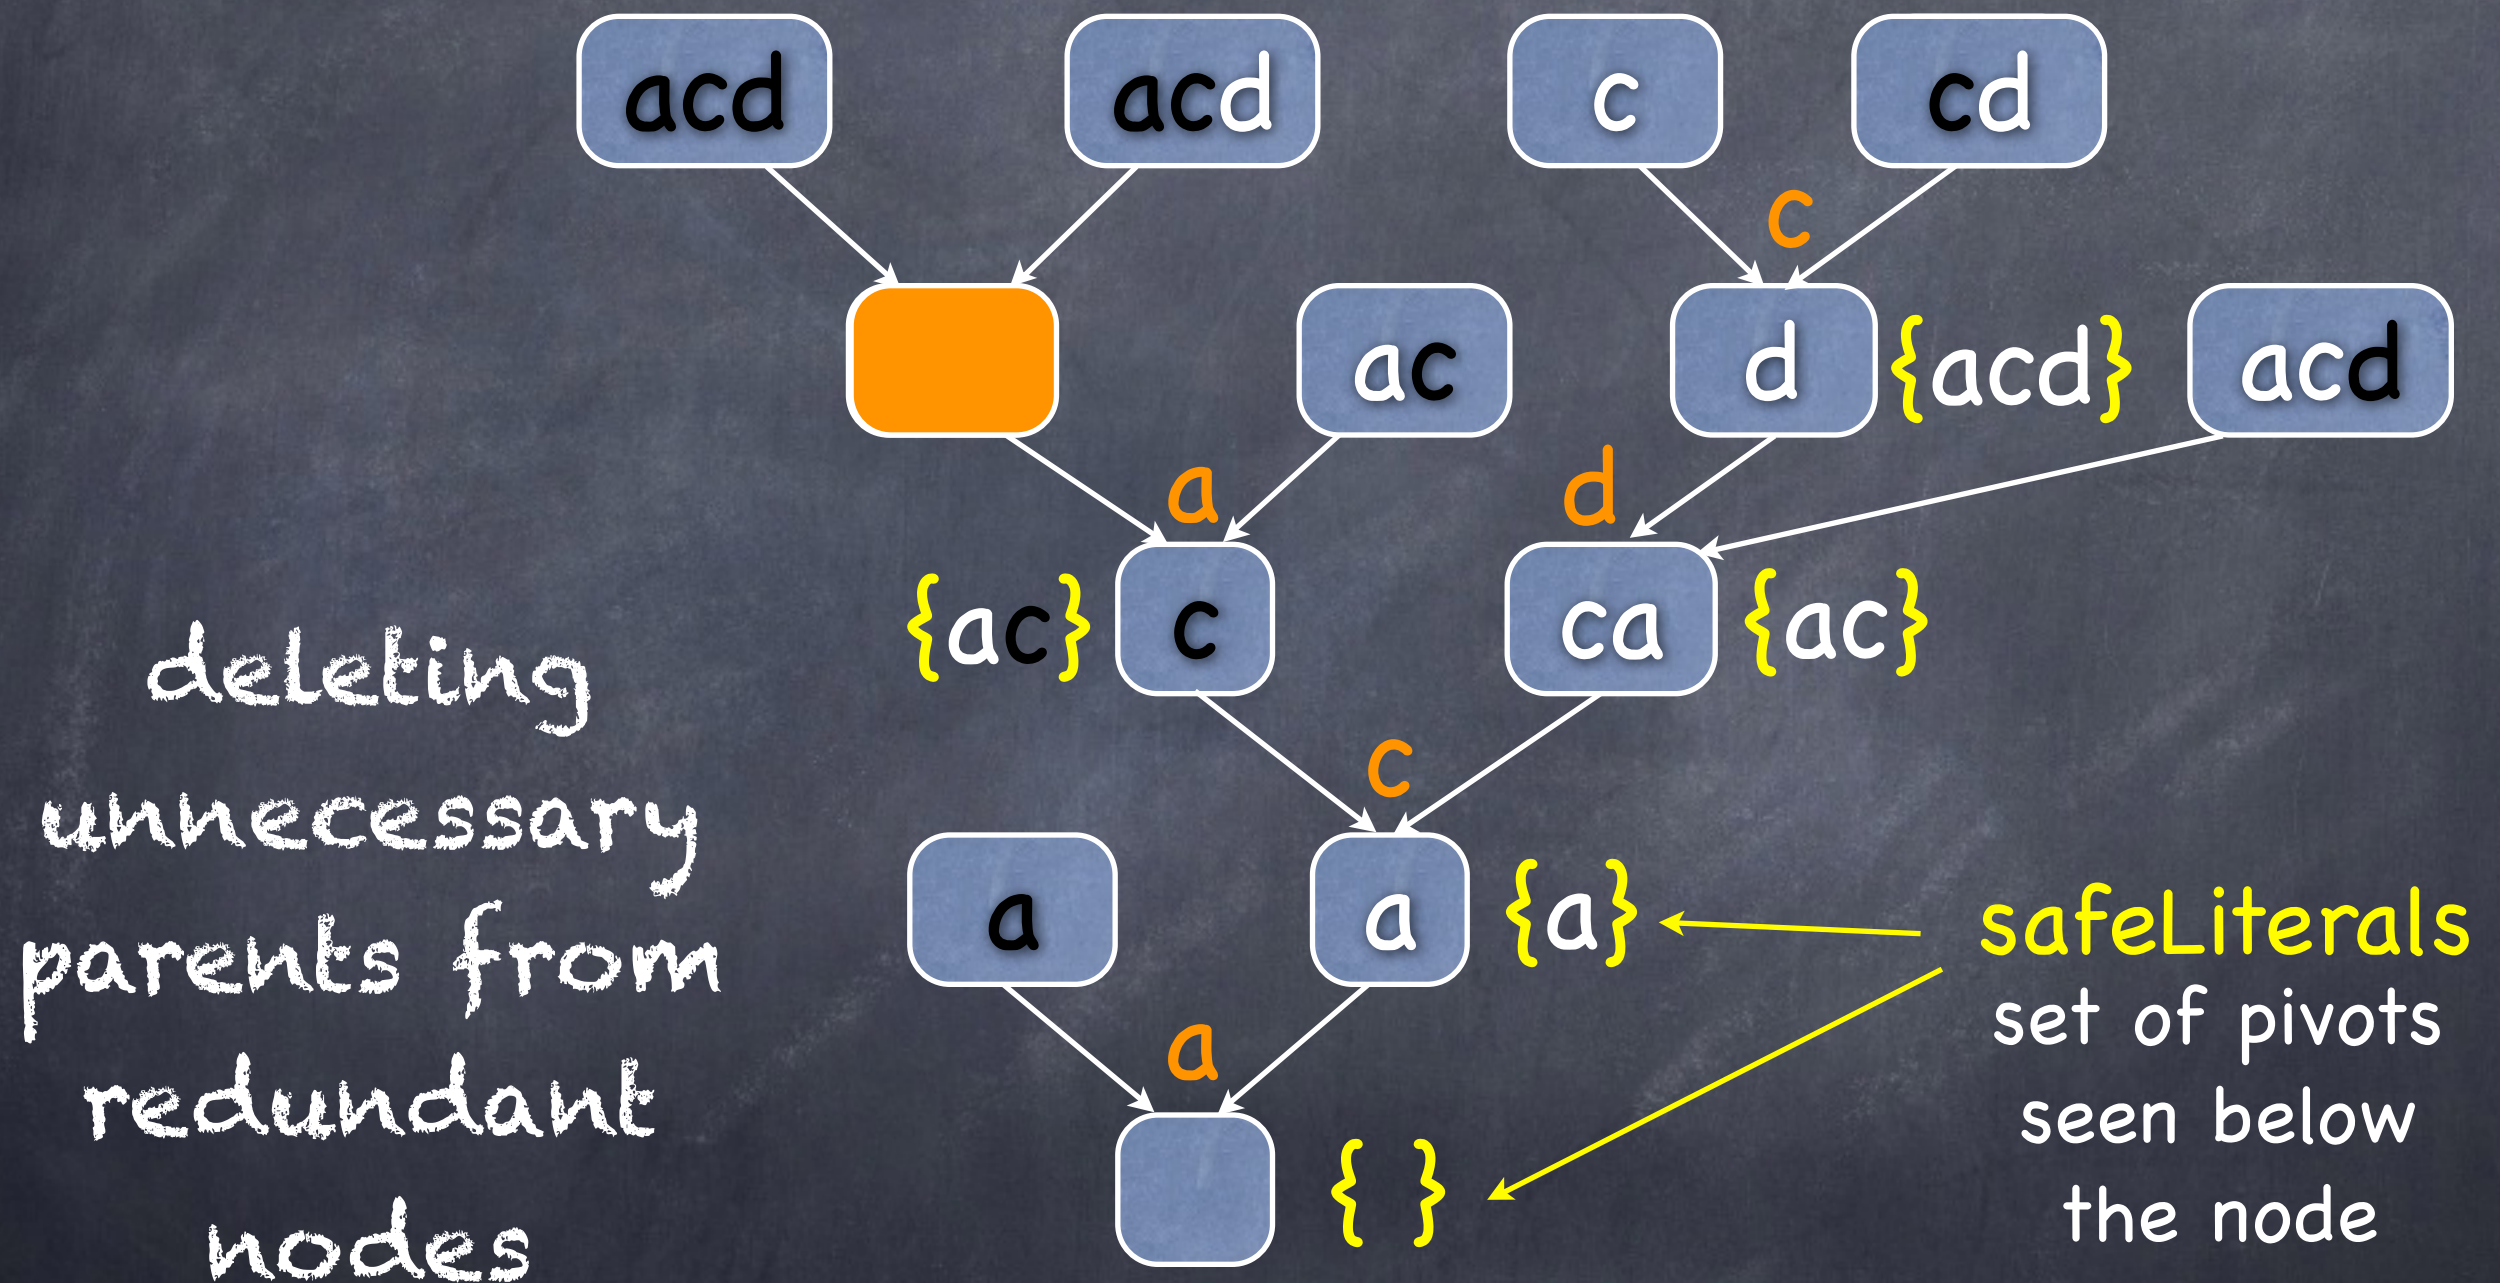 acd
acd
c
cd
c
ac
d
{acd}
acd
a
d
{ac}
c
ca
{ac}
c
a
a
{a}
a
{ }
deleting
unnecessary
parents from
redundant
nodes
safeLiterals
set of pivots
seen below
the node